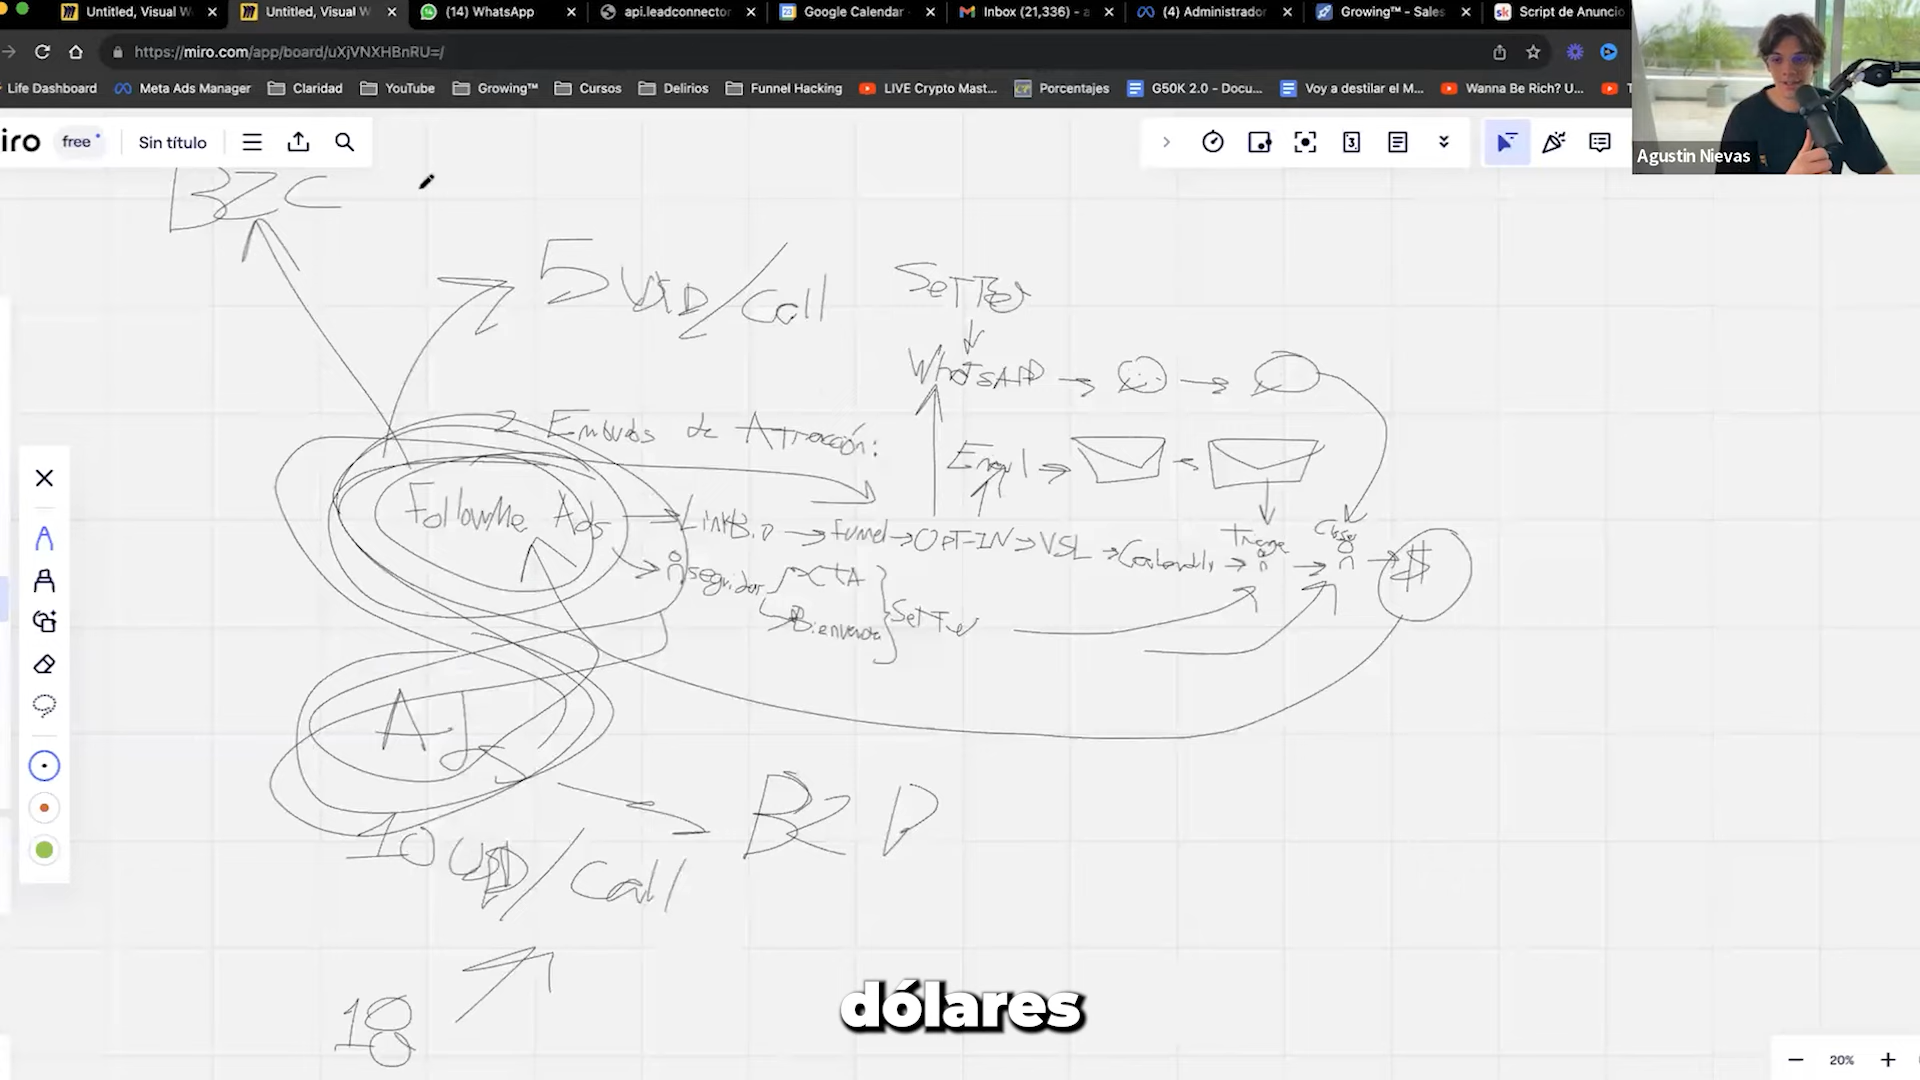 Untitled, Visual W
Untitled, Visual W
(14) WhatsApp
api.leadconnector
Google Calendar -
Inbox (21,336) - a
(4) Administrador
Growing™ - Sales
Script de Anuncio
https://miro.com/app/board/uXjVNXHBnRU=/
Life Dashboard
Meta Ads Manager
Claridad
YouTube
Growing™
Cursos
Delirios
Funnel Hacking
LIVE Crypto Mast...
Porcentajes
G50K 2.0 - Docu...
Voy a destilar el M...
Wanna Be Rich? U...
iro
free
Sin título
3
Agustin Nievas
B2C
5 USD/Call
Setter
WhatsAPP
2 Embudos de Atracción:
Email
FollowMe Ads
LinkBio
funnel
OPT-IN
VSL
Calendly
Triage
Closer
$
seguidor
CTA
Bienvenida
Setter
Ads
10 USD/Call
18
dólares
20%